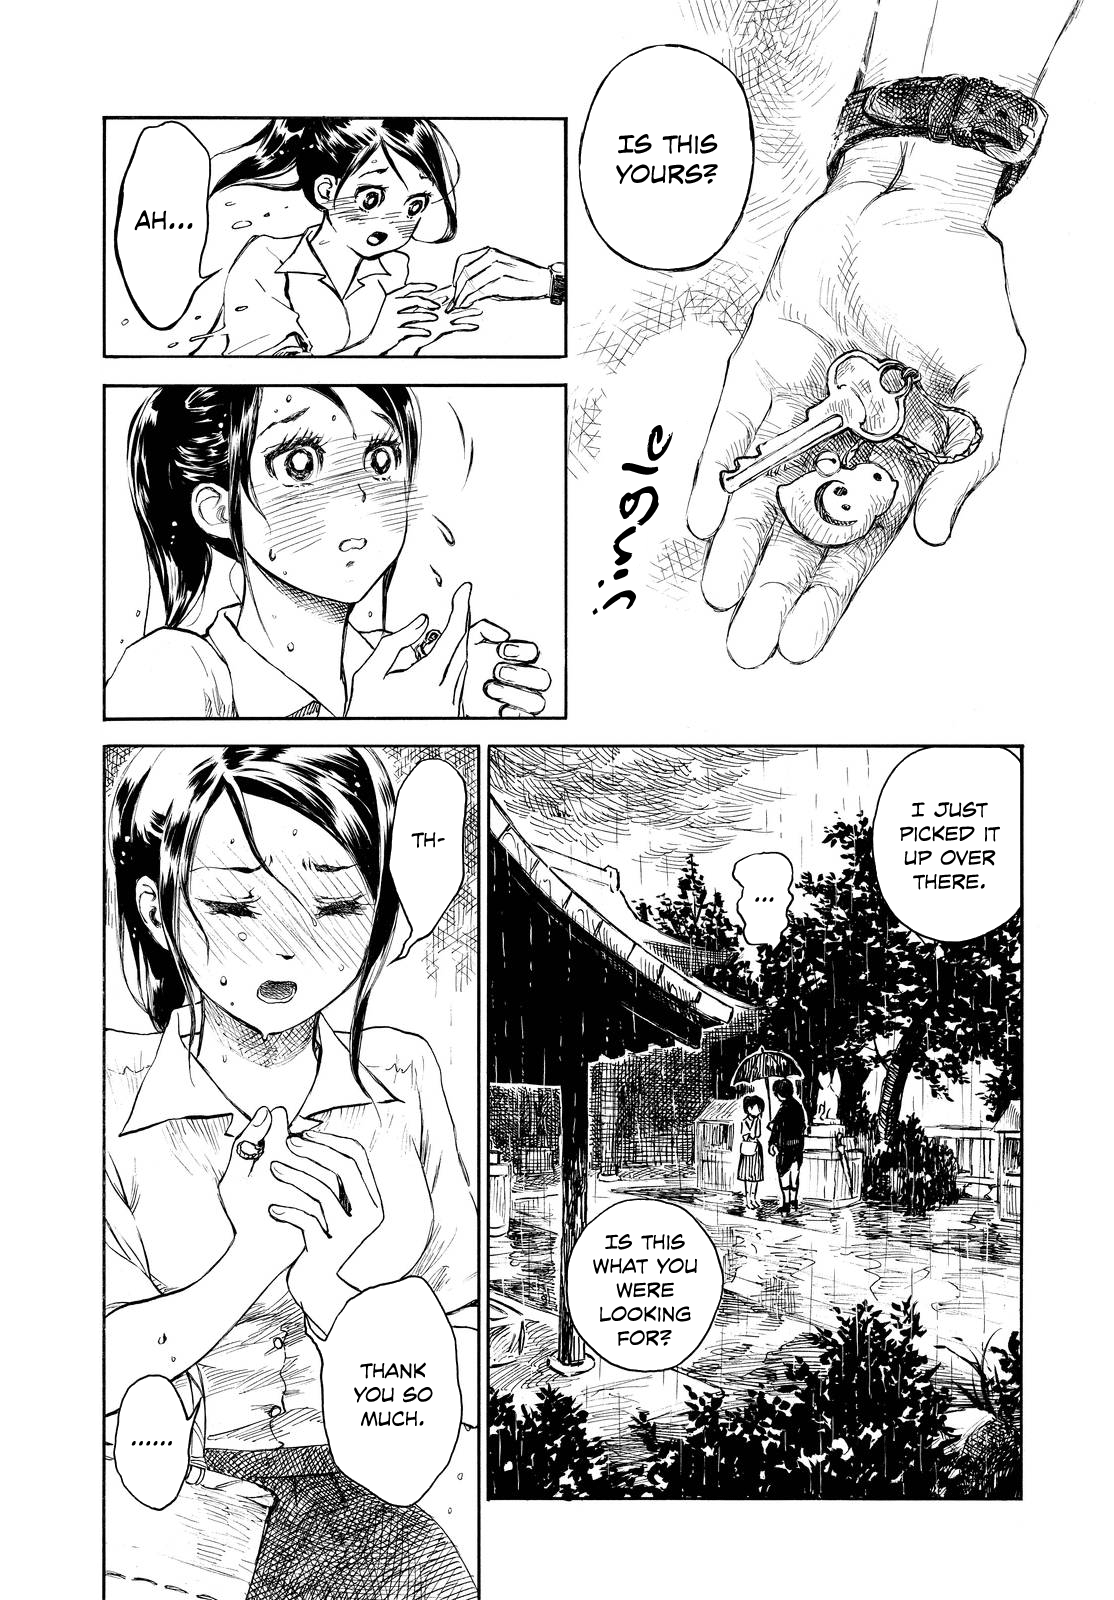 IS THIS
YOURS?
jingle
AH...
I JUST
PICKED IT
UP OVER
THERE.
...
IS THIS
WHAT YOU
WERE
LOOKING
FOR?
TH-
THANK
YOU SO
MUCH.
......